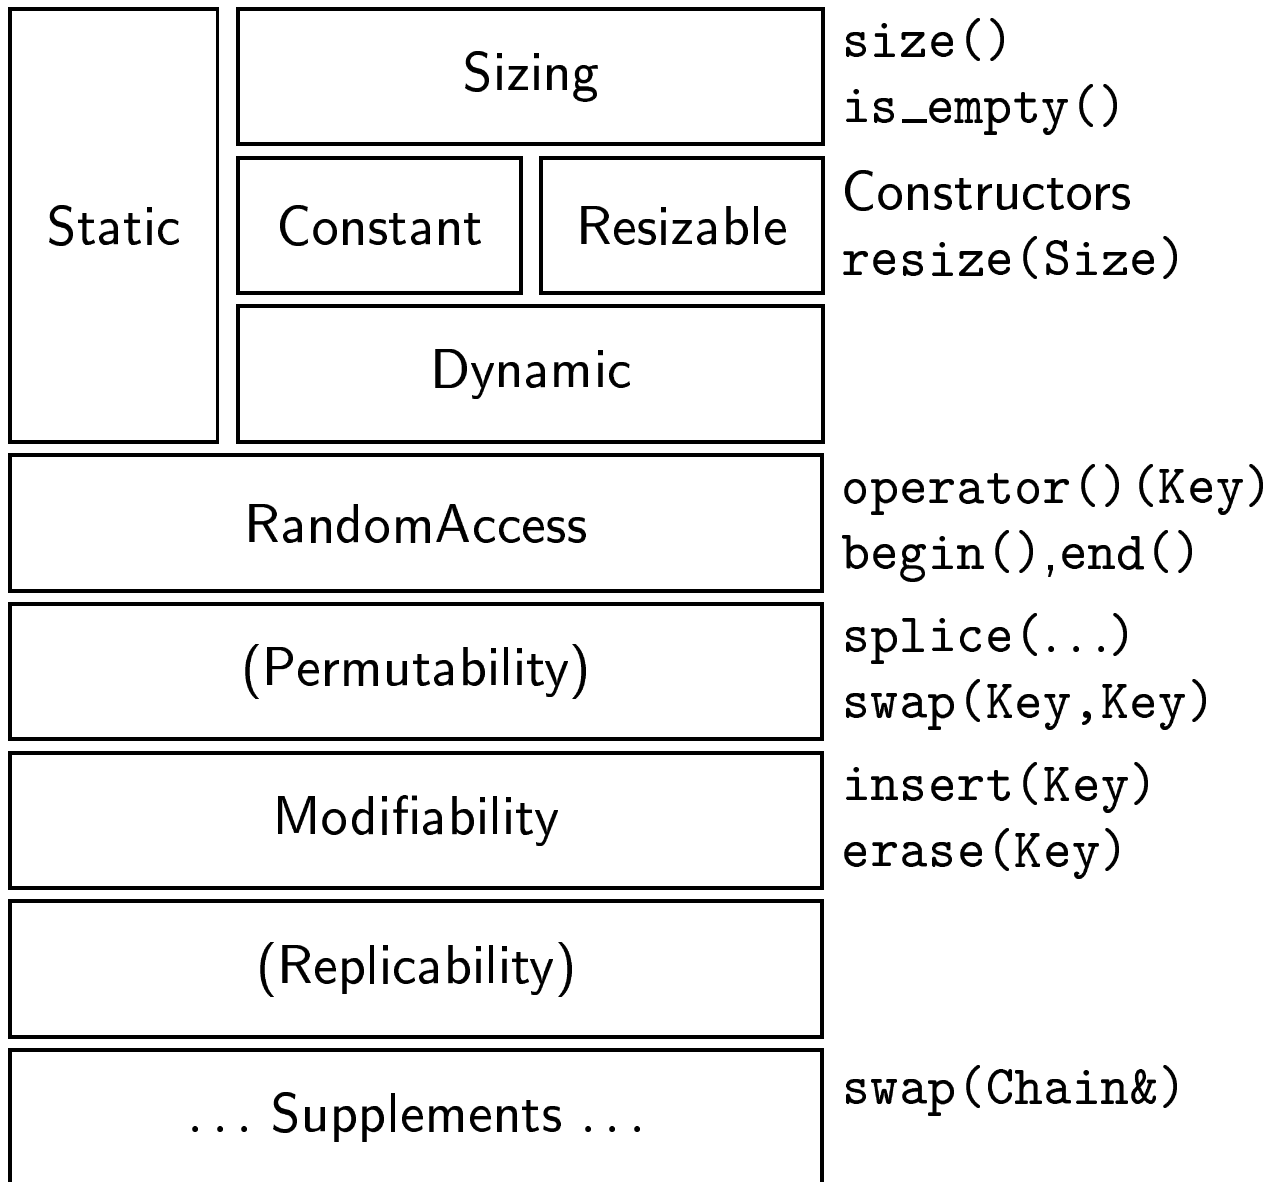 Sizing
size()
is_empty()
Static
Constant
Resizable
Constructors
resize(Size)
Dynamic
RandomAccess
operator()(Key)
begin(),end()
(Permutability)
splice(...)
swap(Key,Key)
Modifiability
insert(Key)
erase(Key)
(Replicability)
... Supplements ...
swap(Chain&)